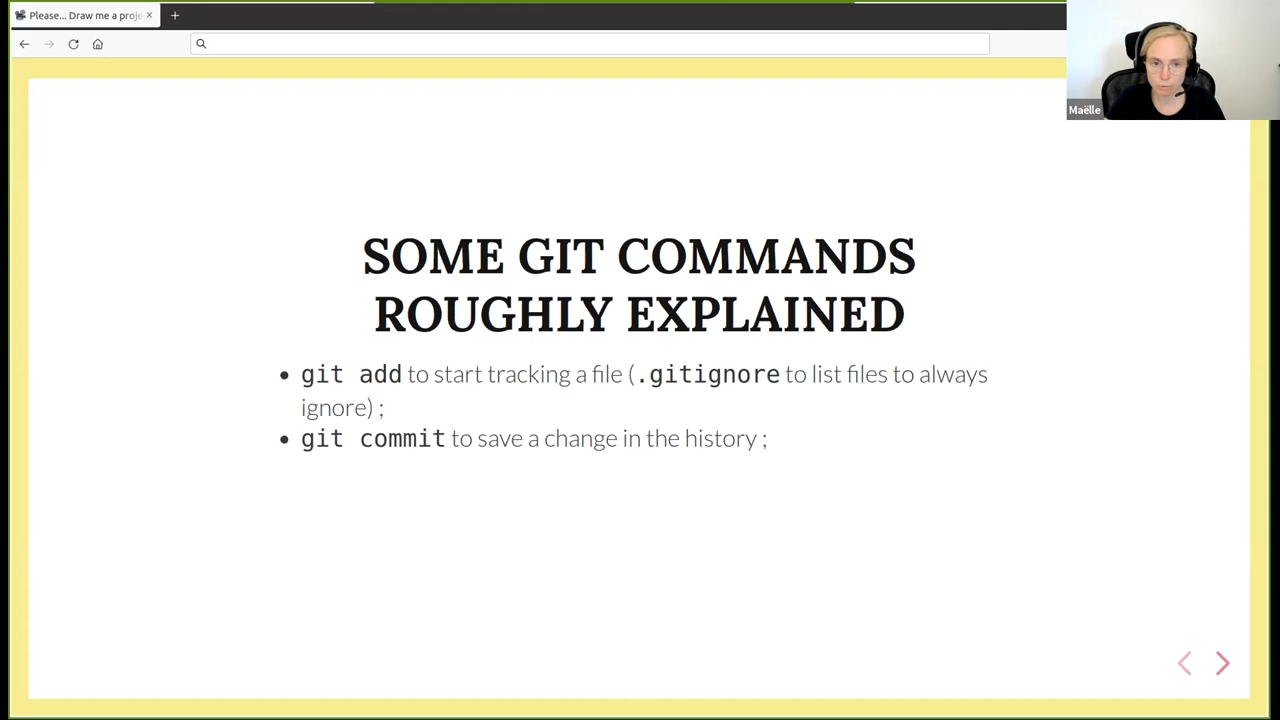 Please... Draw me a proje
Maëlle
SOME GIT COMMANDS
ROUGHLY EXPLAINED
• git add to start tracking a file (.gitignore to list files to always
ignore) ;
• git commit to save a change in the history ;